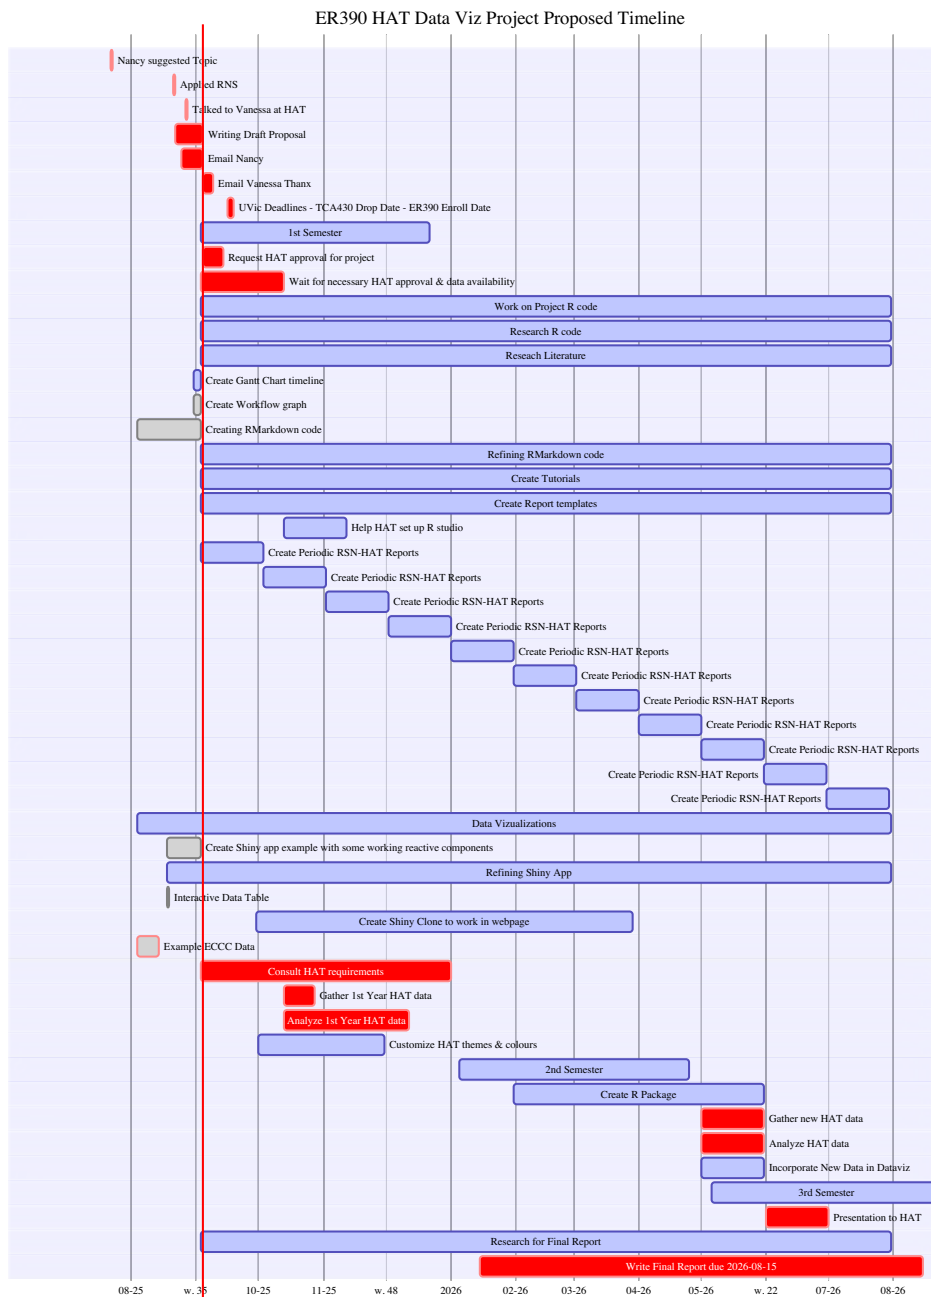 ER390 HAT Data Viz Project Proposed Timeline
Nancy suggested Topic
Applied RNS
Talked to Vanessa at HAT
Writing Draft Proposal
Email Nancy
Email Vanessa Thanx
UVic Deadlines - TCA430 Drop Date - ER390 Enroll Date
1st Semester
Request HAT approval for project
Wait for necessary HAT approval & data availability
Work on Project R code
Research R code
Reseach Literature
Create Gantt Chart timeline
Create Workflow graph
Creating RMarkdown code
Refining RMarkdown code
Create Tutorials
Create Report templates
Help HAT set up R studio
Create Periodic RSN-HAT Reports
Create Periodic RSN-HAT Reports
Create Periodic RSN-HAT Reports
Create Periodic RSN-HAT Reports
Create Periodic RSN-HAT Reports
Create Periodic RSN-HAT Reports
Create Periodic RSN-HAT Reports
Create Periodic RSN-HAT Reports
Create Periodic RSN-HAT Reports
Create Periodic RSN-HAT Reports
Create Periodic RSN-HAT Reports
Data Vizualizations
Create Shiny app example with some working reactive components
Refining Shiny App
Interactive Data Table
Create Shiny Clone to work in webpage
Example ECCC Data
Consult HAT requirements
Gather 1st Year HAT data
Analyze 1st Year HAT data
Customize HAT themes & colours
2nd Semester
Create R Package
Gather new HAT data
Analyze HAT data
Incorporate New Data in Dataviz
3rd Semester
Presentation to HAT
Research for Final Report
Write Final Report due 2026-08-15
08-25 w. 35 10-25 11-25 w. 48 2026 02-26 03-26 04-26 05-26 w. 22 07-26 08-26